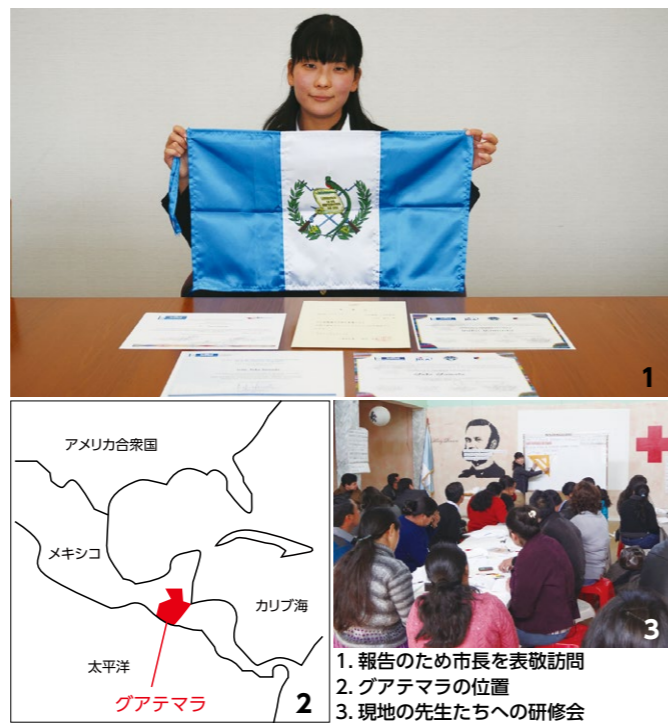 1
アメリカ合衆国
メキシコ
カリブ海
太平洋
グアテマラ
2
3
1. 報告のため市長を表敬訪問
2. グアテマラの位置
3. 現地の先生たちへの研修会